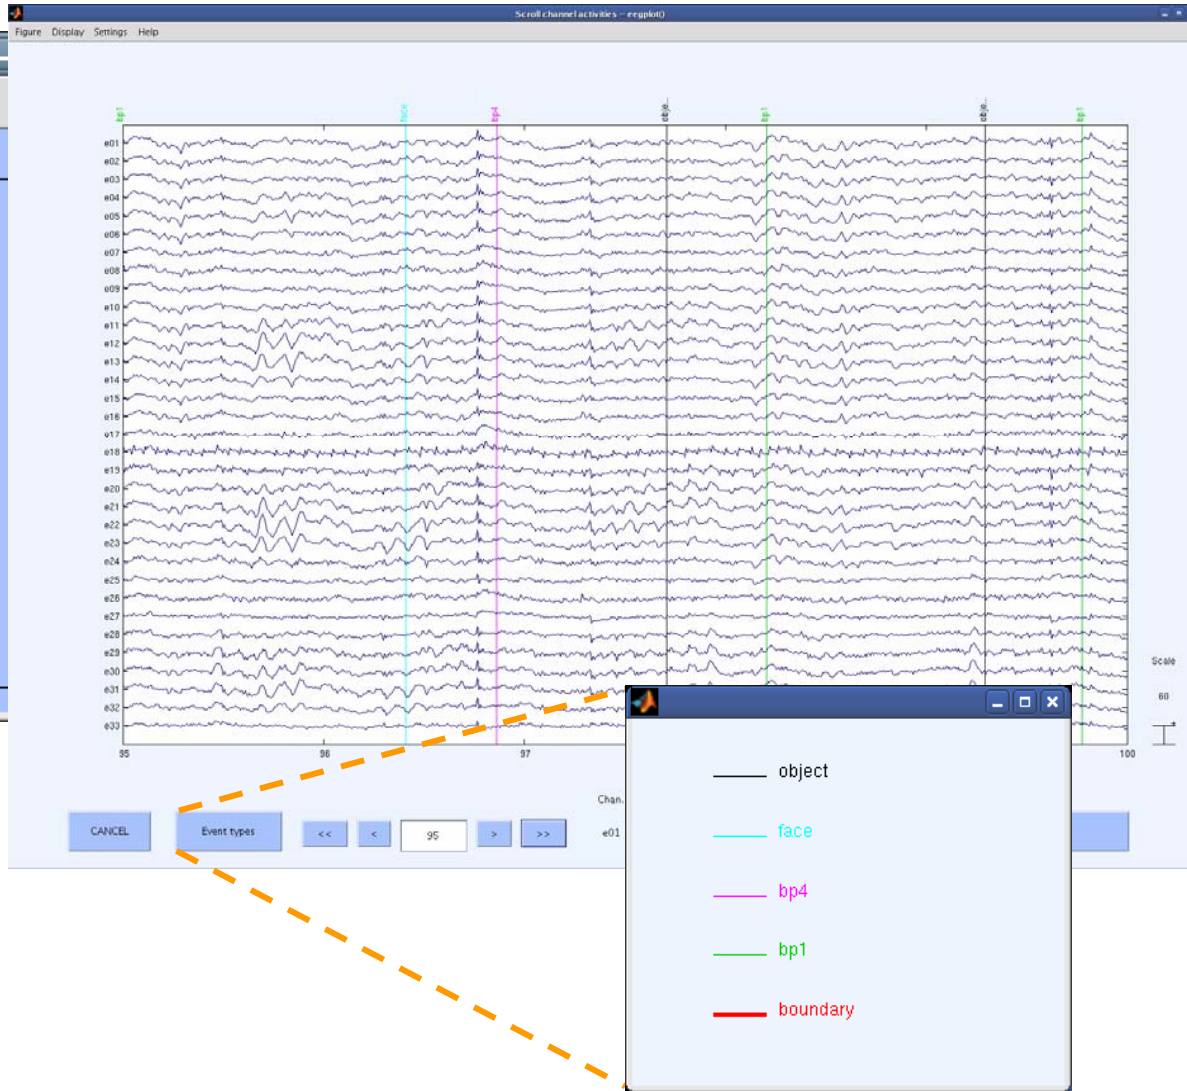 Scroll channel activities -- eegplot()
Figure Display Settings Help
bp1 face bp4 obje... bp1 obje... bp1
e01
e02
e03
e04
e05
e06
e07
e08
e09
e10
e11
e12
e13
e14
e15
e16
e17
e18
e19
e20
e21
e22
e23
e24
e25
e26
e27
e28
e29
e30
e31
e32
e33
95 96 97 100
Scale
60
+
Chan.
CANCEL Event types << < 95 > >> e01
object
face
bp4
bp1
boundary